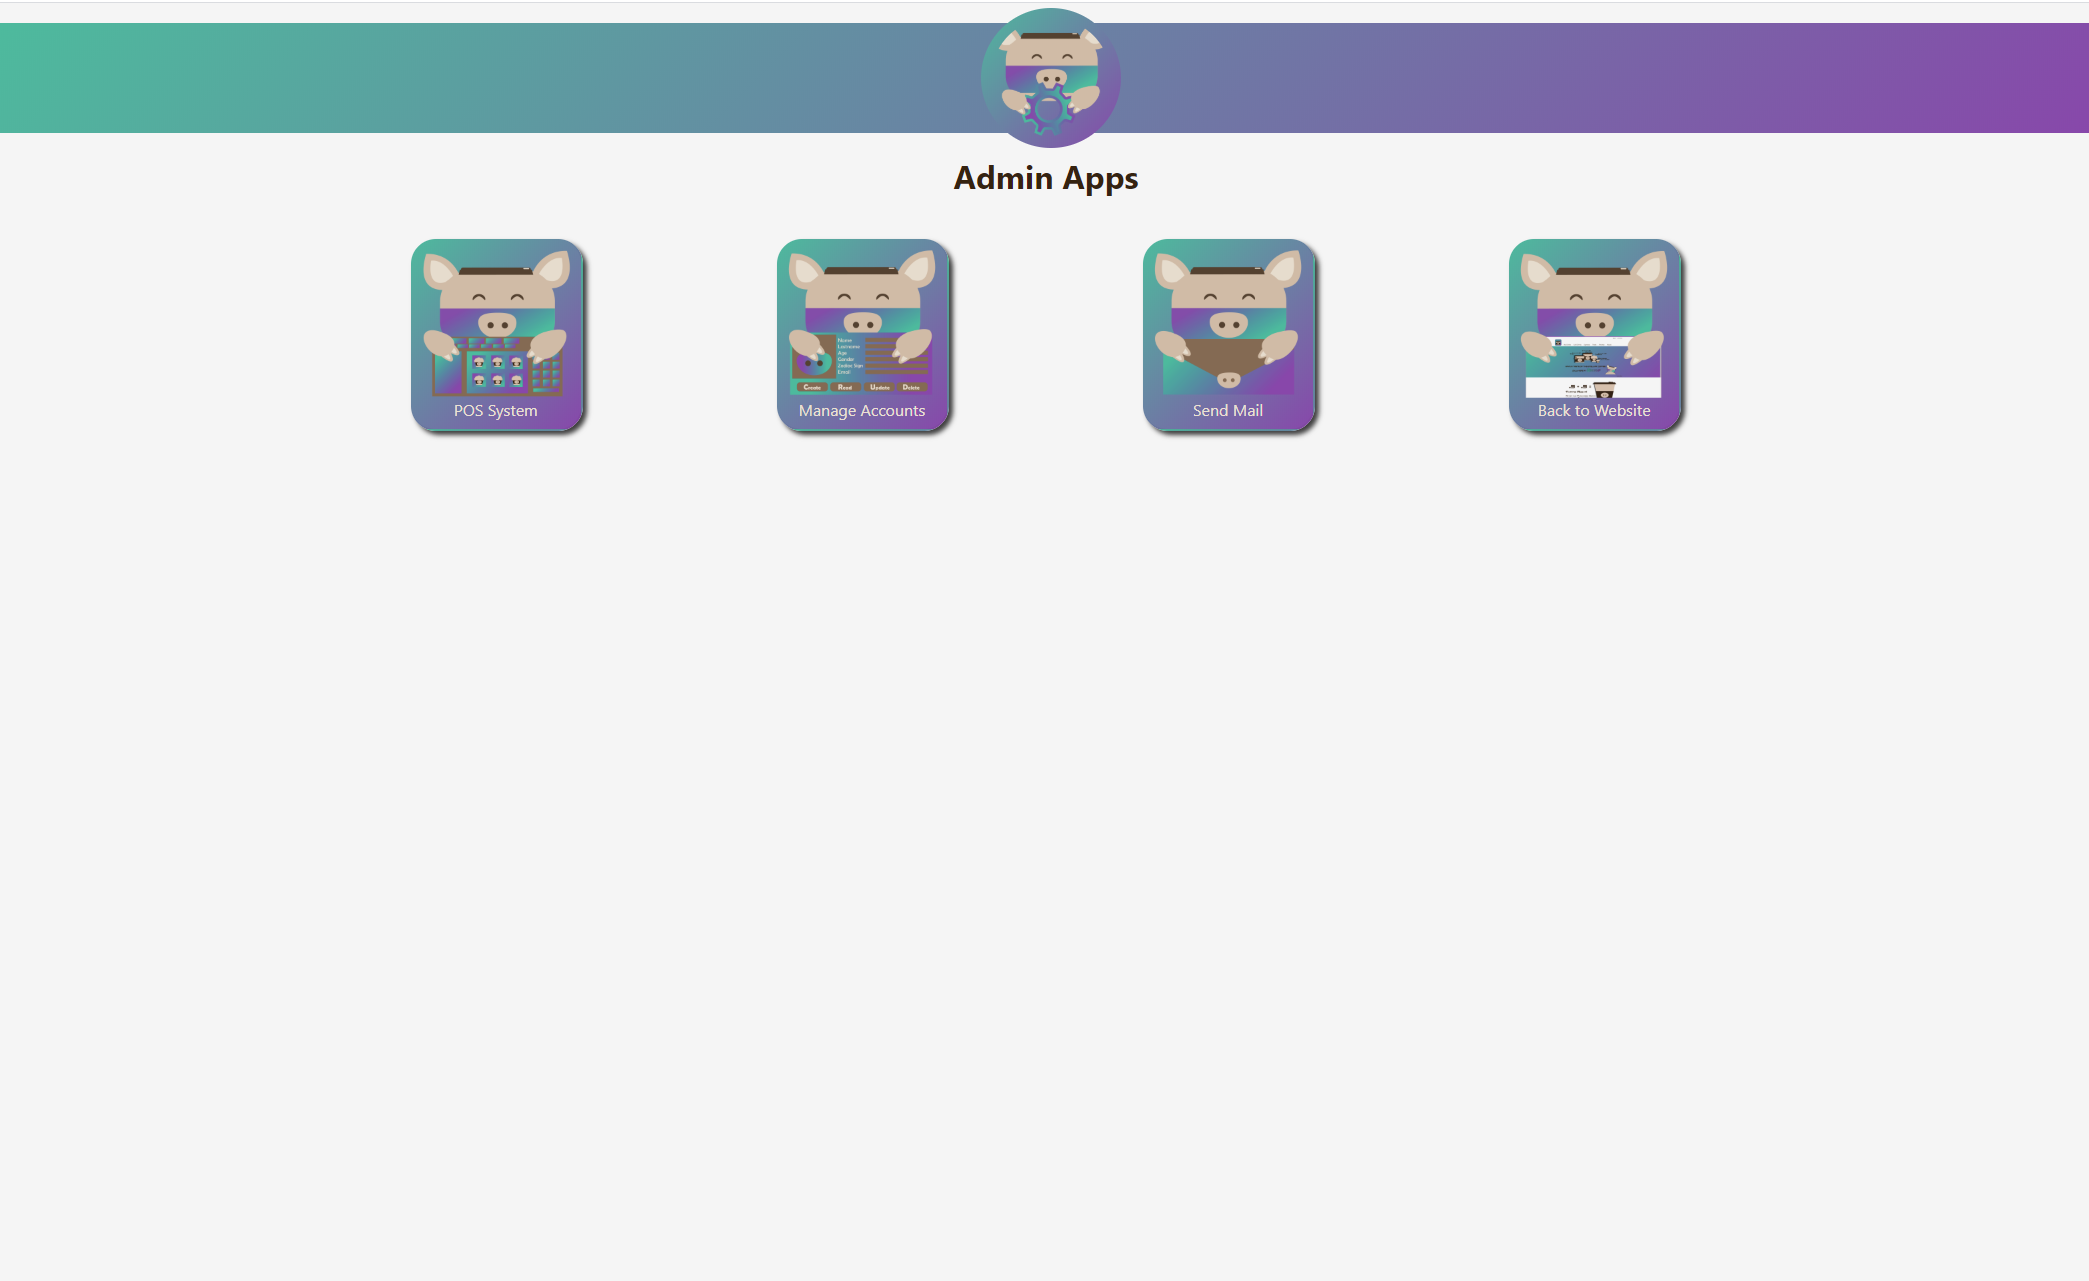 Admin Apps
POS System
Name
Lastname
Age
Gender
Zodiac Sign
Email
Create Read Update Delete
Manage Accounts
Send Mail
Back to Website